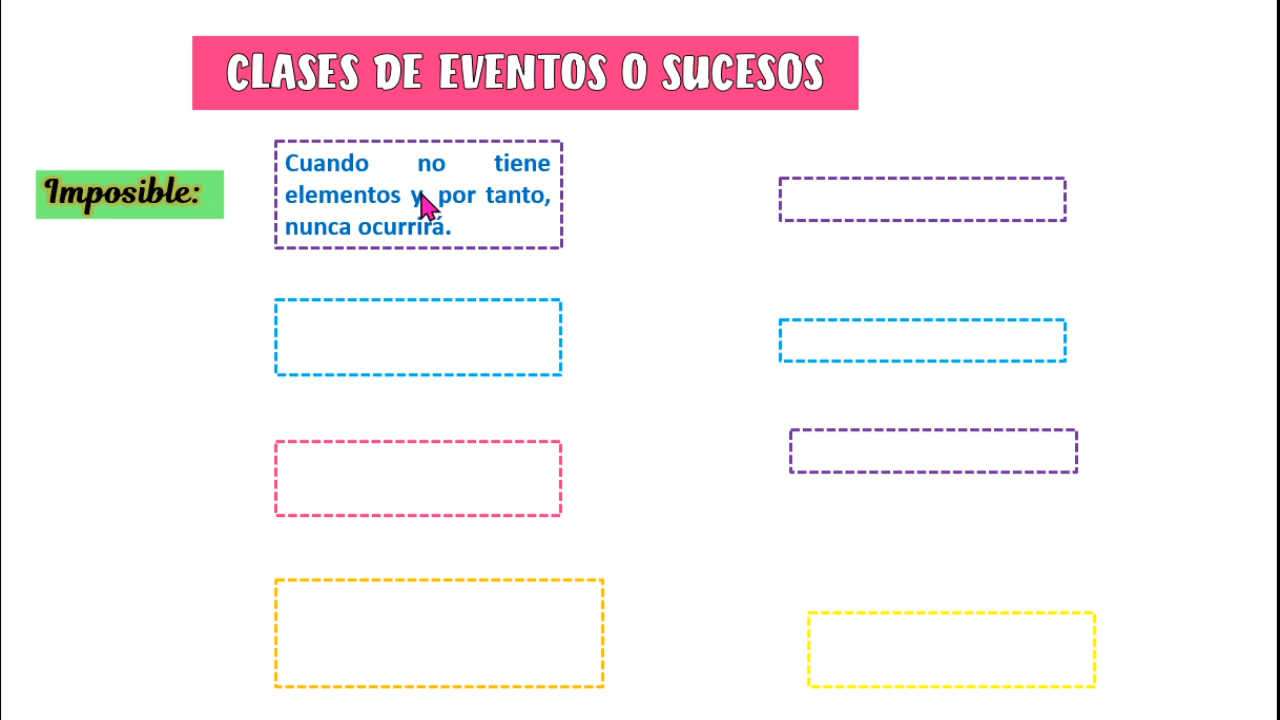 CLASES DE EVENTOS O SUCESOS
Imposible:
Cuando no tiene
elementos y por tanto,
nunca ocurrirá.